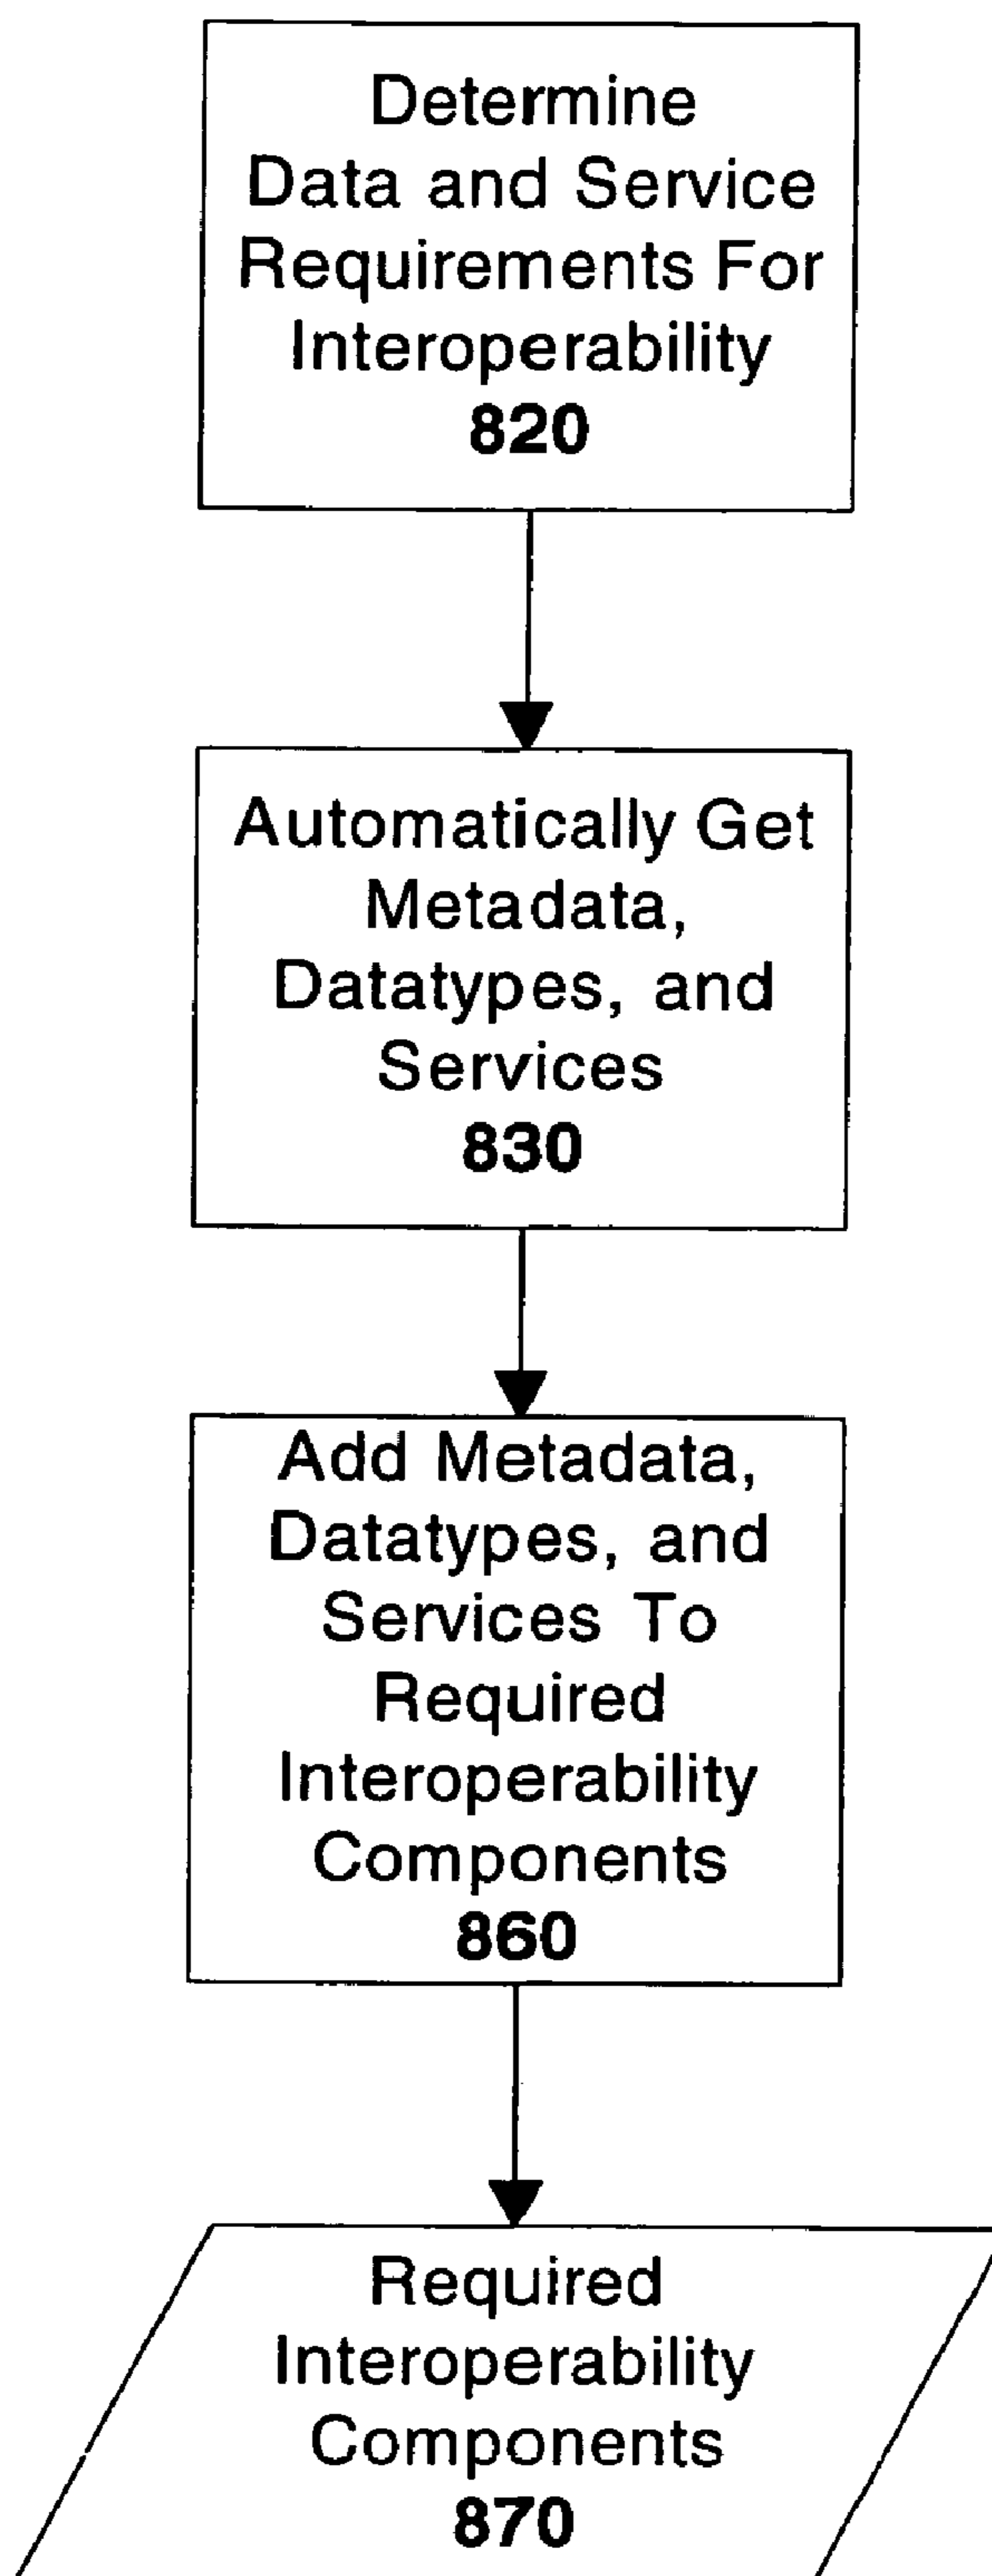 Determine
Data and Service
Requirements For
Interoperability
820
Automatically Get
Metadata,
Datatypes, and
Services
830
Add Metadata,
Datatypes, and
Services To
Required
Interoperability
Components
860
Required
Interoperability
Components
870